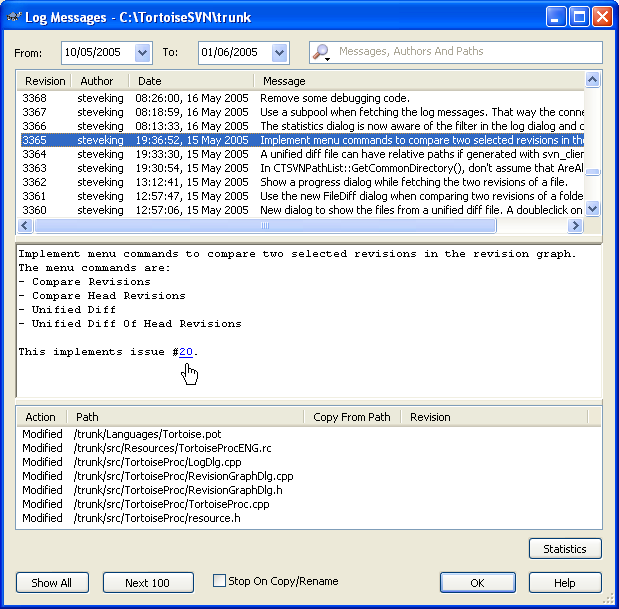 Log Messages - C:\TortoiseSVN\trunk
From: 10/05/2005 To: 01/06/2005 Messages, Authors And Paths
Revision Author Date Message
3368 steveking 08:26:00, 16 May 2005 Remove some debugging code.
3367 steveking 08:18:59, 16 May 2005 Use a subpool when fetching the log messages. That way the conne
3366 steveking 08:13:33, 16 May 2005 The statistics dialog is now aware of the filter in the log dialog and c
3365 steveking 19:36:52, 15 May 2005 Implement menu commands to compare two selected revisions in the
3364 steveking 19:33:30, 15 May 2005 A unified diff file can have relative paths if generated with svn_clien
3363 steveking 19:30:54, 15 May 2005 In CTSVNPathList::GetCommonDirectory(), don't assume that AreAl
3362 steveking 13:12:41, 15 May 2005 Show a progress dialog while fetching the two revisions of a file.
3361 steveking 12:57:47, 15 May 2005 Use the new FileDiff dialog when comparing two revisions of a folde
3360 steveking 12:57:06, 15 May 2005 New dialog to show the files from a unified diff file. A doubleclick on
Implement menu commands to compare two selected revisions in the revision graph.
The menu commands are:
- Compare Revisions
- Compare Head Revisions
- Unified Diff
- Unified Diff Of Head Revisions
This implements issue #20.
Action Path Copy From Path Revision
Modified /trunk/Languages/Tortoise.pot
Modified /trunk/src/Resources/TortoiseProcENG.rc
Modified /trunk/src/TortoiseProc/LogDlg.cpp
Modified /trunk/src/TortoiseProc/RevisionGraphDlg.cpp
Modified /trunk/src/TortoiseProc/RevisionGraphDlg.h
Modified /trunk/src/TortoiseProc/TortoiseProc.cpp
Modified /trunk/src/TortoiseProc/resource.h
Statistics
Show All Next 100 Stop On Copy/Rename OK Help